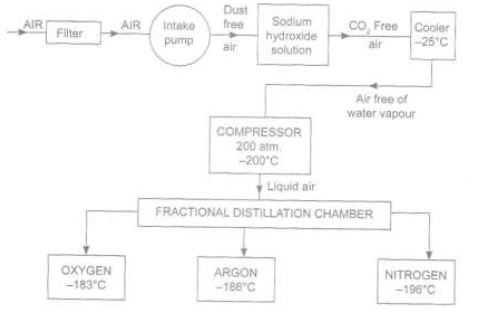 AIR
Filter
AIR
Intake
pump
Dust
free
air
Sodium
hydroxide
solution
CO₂ Free
air
Cooler
–25°C
Air free of
water vapour
COMPRESSOR
200 atm.
–200°C
Liquid air
FRACTIONAL DISTILLATION CHAMBER
OXYGEN
–183°C
ARGON
–186°C
NITROGEN
–196°C